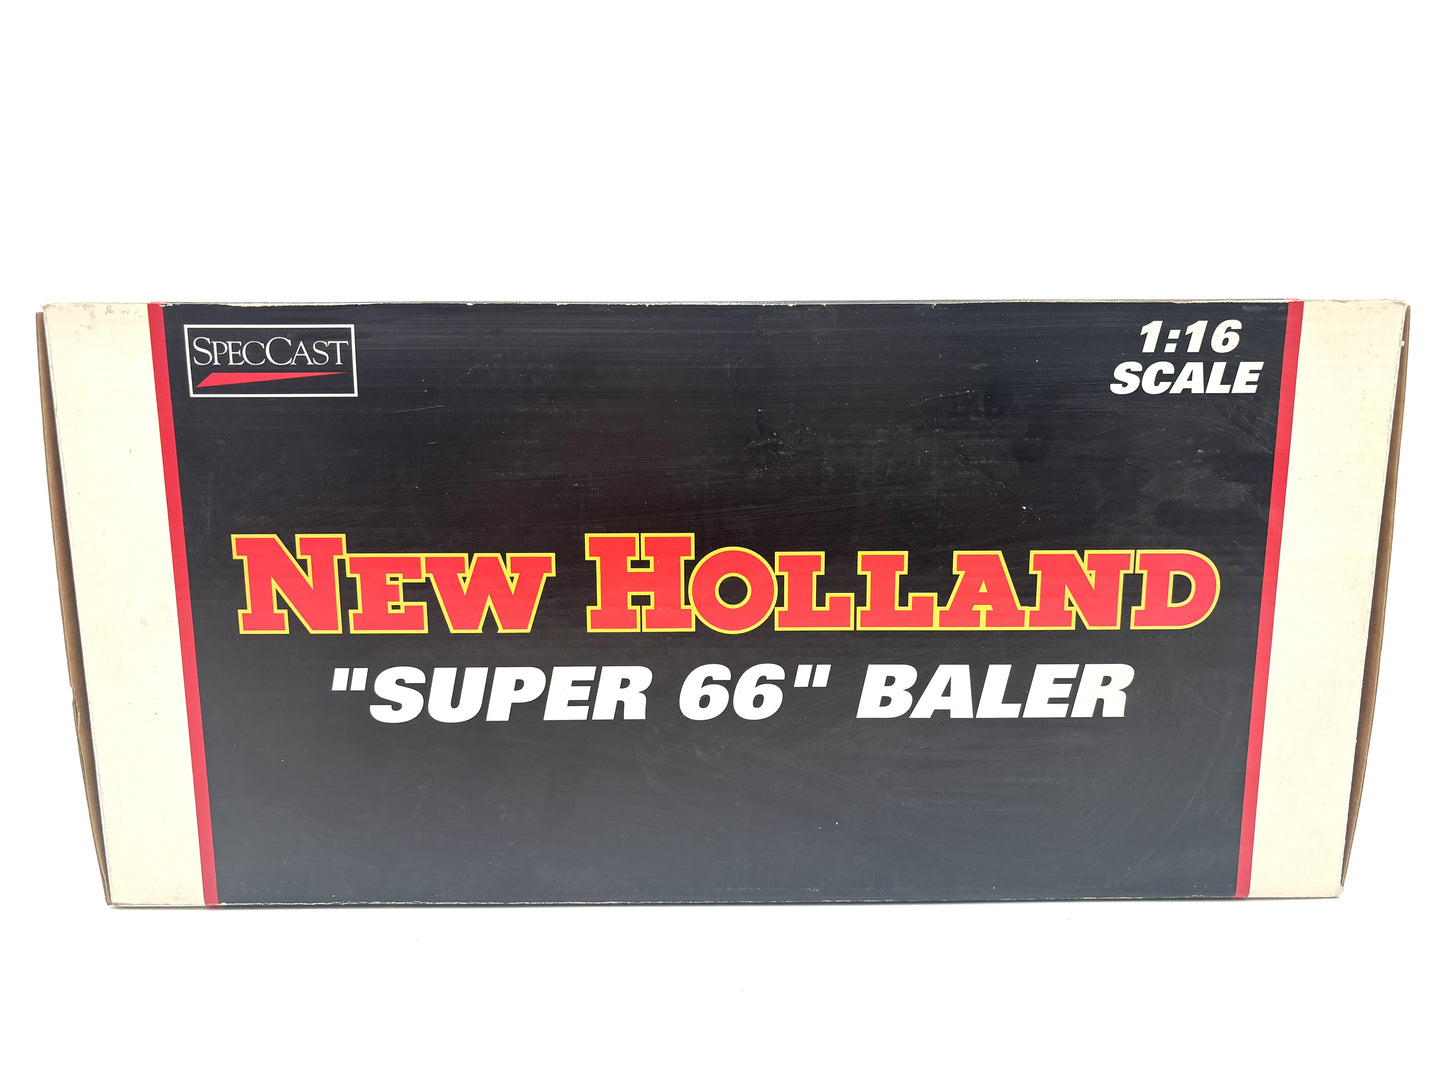 SPECCAST
1:16
SCALE
NEW HOLLAND
"SUPER 66" BALER